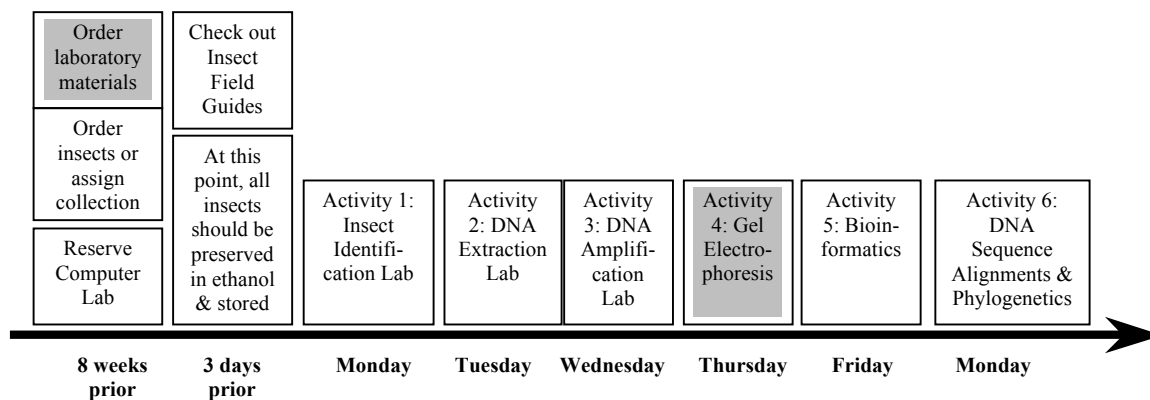 Order
laboratory
materials
Order
insects or
assign
collection
Reserve
Computer
Lab
Check out
Insect
Field
Guides
At this
point, all
insects
should be
preserved
in ethanol
& stored
Activity 1:
Insect
Identifi-
cation Lab
Activity
2: DNA
Extraction
Lab
Activity
3: DNA
Amplifi-
cation
Lab
Activity
4: Gel
Electro-
phoresis
Activity
5: Bioin-
formatics
Activity 6:
DNA
Sequence
Alignments &
Phylogenetics
8 weeks
prior
3 days
prior
Monday
Tuesday
Wednesday
Thursday
Friday
Monday